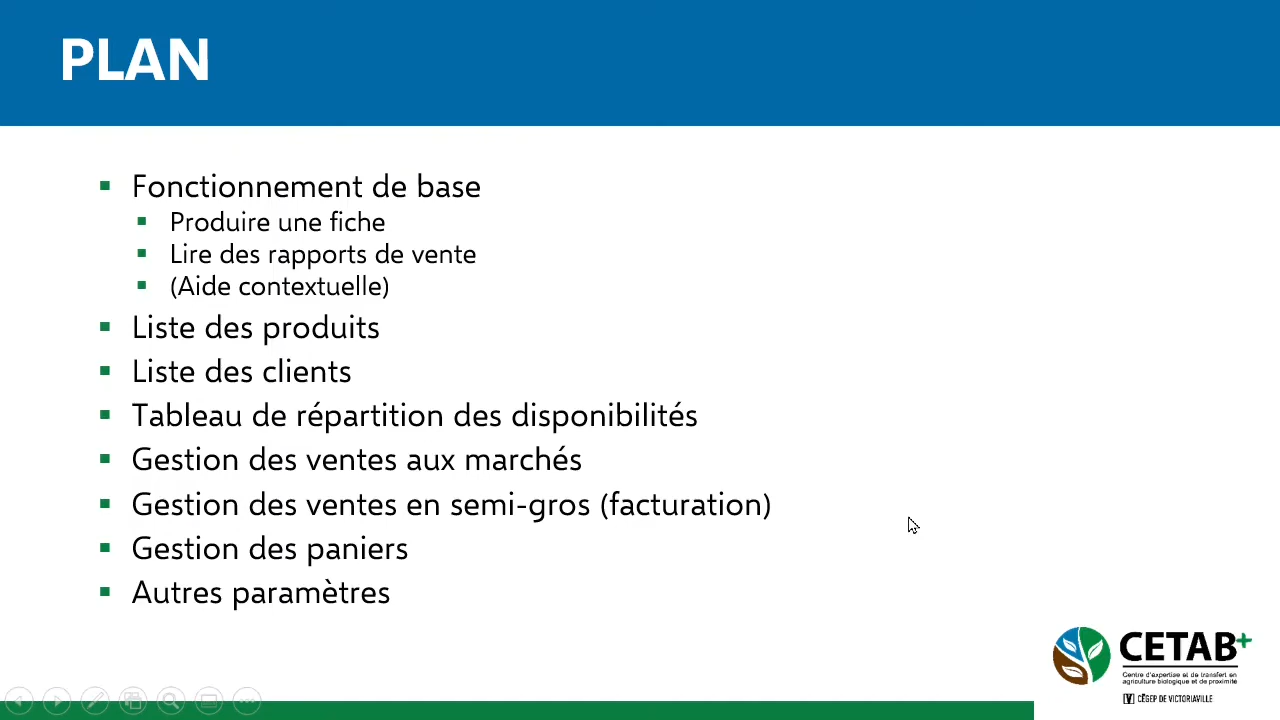 PLAN
Fonctionnement de base
Produire une fiche
Lire des rapports de vente
(Aide contextuelle)
Liste des produits
Liste des clients
Tableau de répartition des disponibilités
Gestion des ventes aux marchés
Gestion des ventes en semi-gros (facturation)
Gestion des paniers
Autres paramètres
CETAB+
Centre d'expertise et de transfert en
agriculture biologique et de proximité
CÉGEP DE VICTORIAVILLE